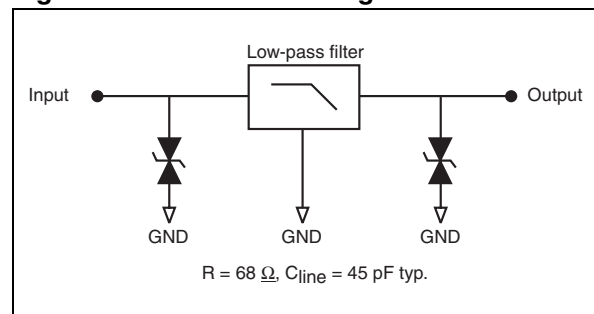 Low-pass filter
Input
Output
GND
GND
GND
R = 68 Ω, Cline = 45 pF typ.